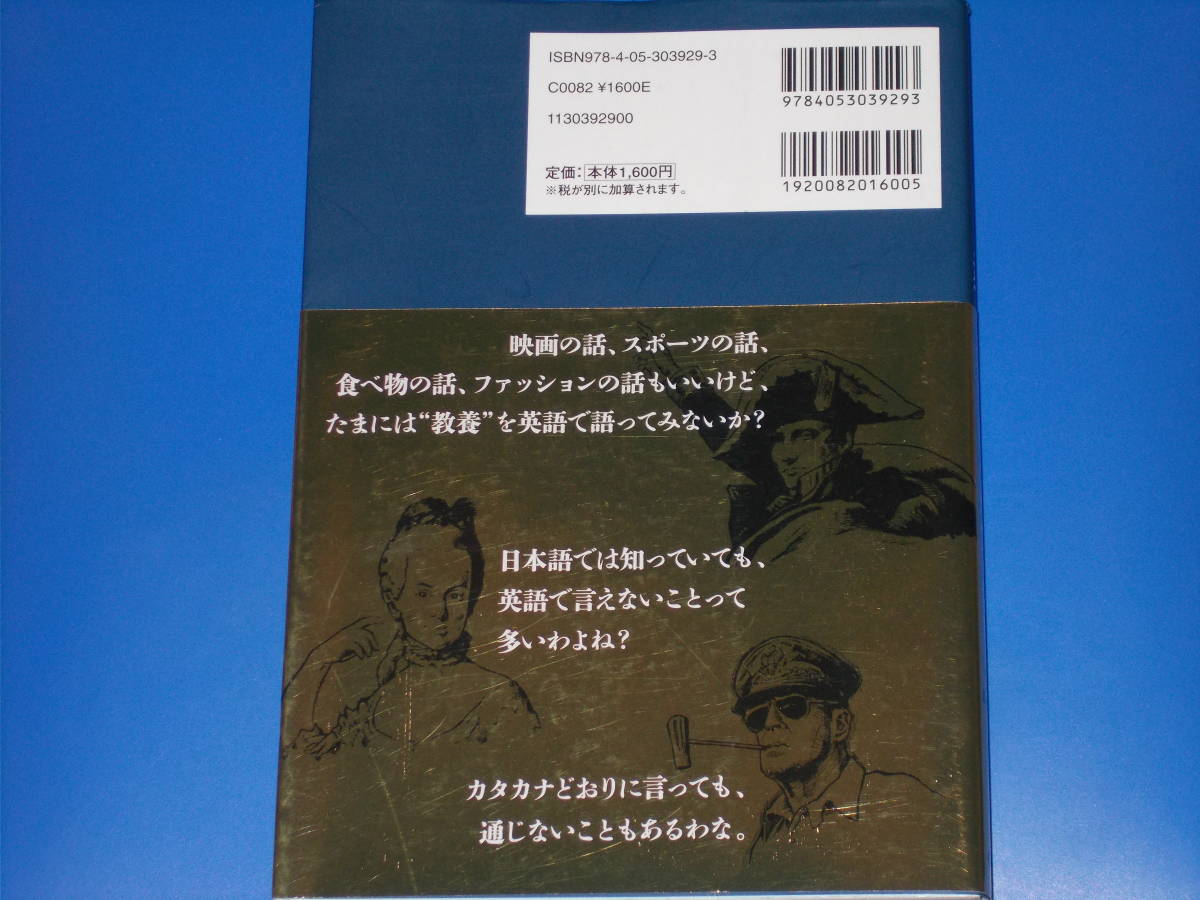 ISBN978-4-05-303929-3
C0082 ¥1600E
1130392900
定価：本体1,600円
※税が別に加算されます。
9784053039293
1920082016005
映画の話、スポーツの話、
食べ物の話、ファッションの話もいいけど、
たまには“教養”を英語で語ってみないか？
日本語では知っていても、
英語で言えないことって
多いわよね？
カタカナどおりに言っても、
通じないこともあるわな。